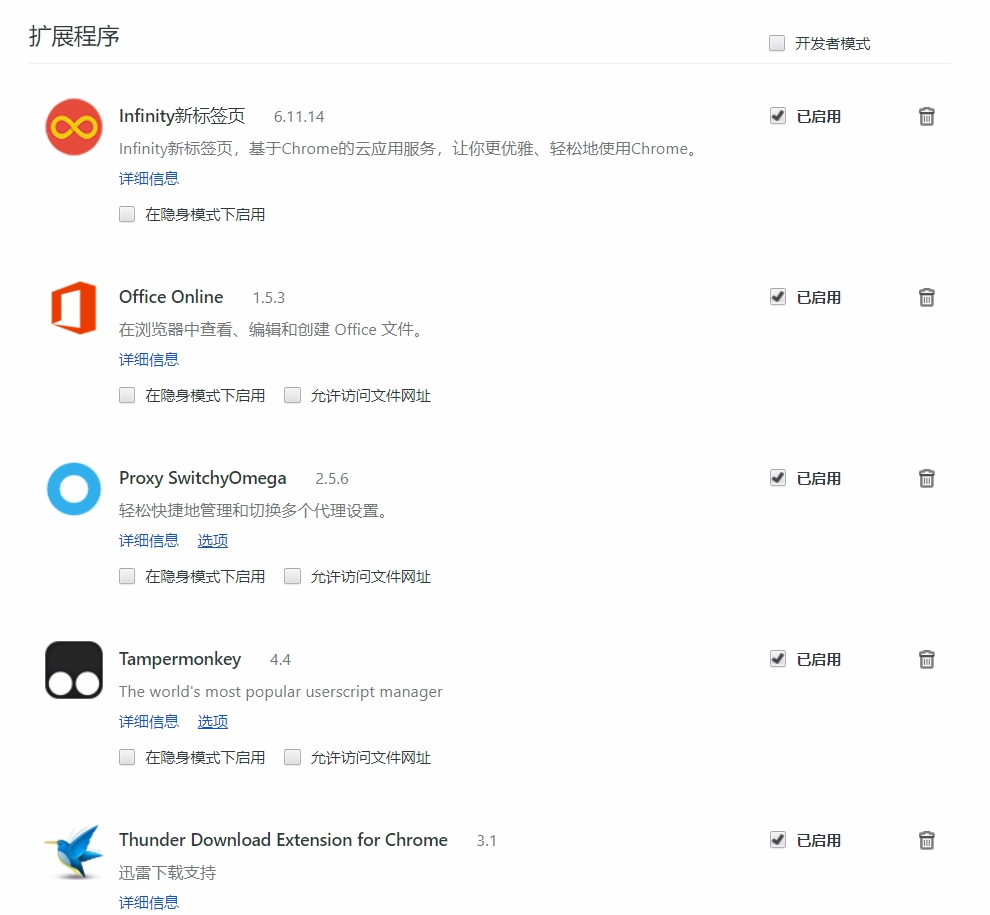 扩展程序
开发者模式
Infinity新标签页 6.11.14 已启用
Infinity新标签页，基于Chrome的云应用服务，让你更优雅、轻松地使用Chrome。
详细信息
在隐身模式下启用
Office Online 1.5.3 已启用
在浏览器中查看、编辑和创建 Office 文件。
详细信息
在隐身模式下启用 允许访问文件网址
Proxy SwitchyOmega 2.5.6 已启用
轻松快捷地管理和切换多个代理设置。
详细信息 选项
在隐身模式下启用 允许访问文件网址
Tampermonkey 4.4 已启用
The world's most popular userscript manager
详细信息 选项
在隐身模式下启用 允许访问文件网址
Thunder Download Extension for Chrome 3.1 已启用
迅雷下载支持
详细信息